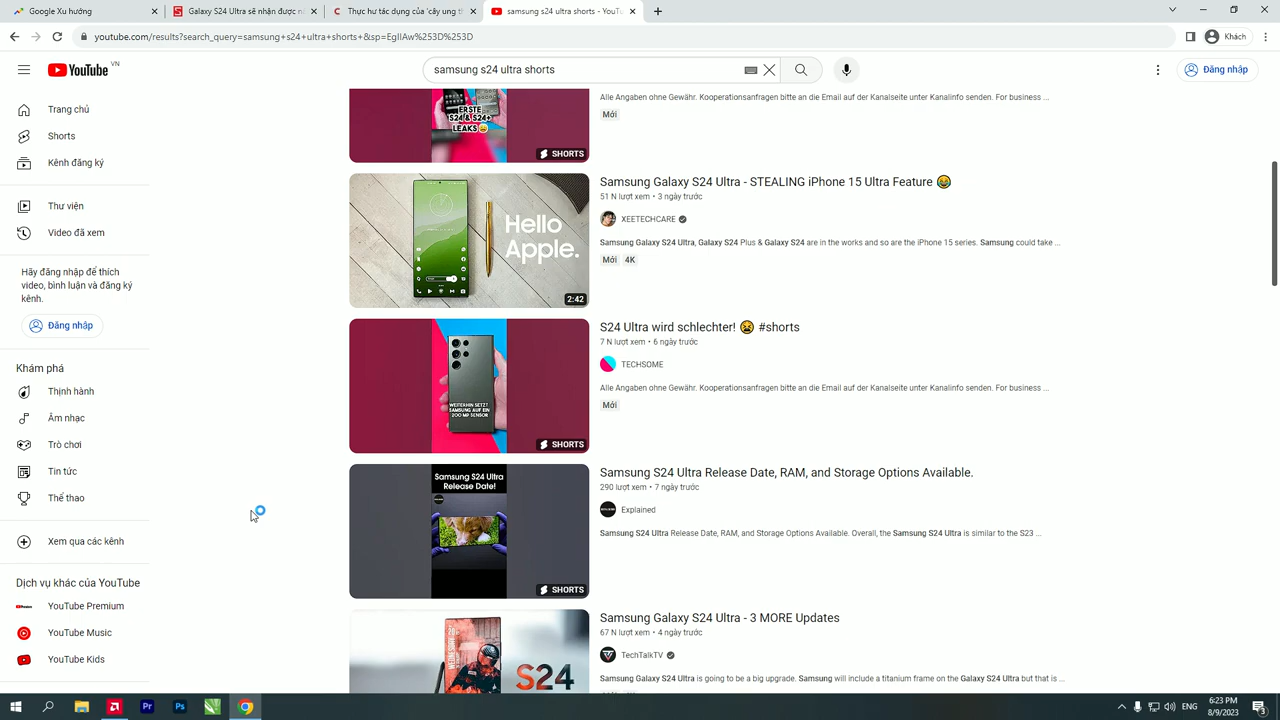 Google Xu hướng
Galaxy S24 Ultra sẽ nhận được n
Thực hư tác dụng của 'cây thuố
samsung s24 ultra shorts - YouT
youtube.com/results?search_query=samsung+s24+ultra+shorts+&sp=EgIIAw%253D%253D
Khách
YouTube
VN
samsung s24 ultra shorts
Đăng nhập
Trang chủ
Shorts
Kênh đăng ký
Thư viện
Video đã xem
Hãy đăng nhập để thích
video, bình luận và đăng ký
kênh.
Đăng nhập
Khám phá
Thịnh hành
Âm nhạc
Trò chơi
Tin tức
Thể thao
Xem qua các kênh
Dịch vụ khác của YouTube
YouTube Premium
YouTube Music
YouTube Kids
ERSTE
S24 & S24+
LEAKS
SHORTS
Alle Angaben ohne Gewähr. Kooperationsanfragen bitte an die Email auf der Kanalseite unter Kanalinfo senden. For business ...
Mới
Hello
Apple.
2:42
Samsung Galaxy S24 Ultra - STEALING iPhone 15 Ultra Feature 😂
51 N lượt xem • 3 ngày trước
XEETECHCARE
Samsung Galaxy S24 Ultra, Galaxy S24 Plus & Galaxy S24 are in the works and so are the iPhone 15 series. Samsung could take ...
Mới 4K
WEITERHIN SETZT
SAMSUNG AUF EIN
200 MP SENSOR
SHORTS
S24 Ultra wird schlechter! 😫 #shorts
7 N lượt xem • 6 ngày trước
TECHSOME
Alle Angaben ohne Gewähr. Kooperationsanfragen bitte an die Email auf der Kanalseite unter Kanalinfo senden. For business ...
Mới
Samsung S24 Ultra
Release Date!
SHORTS
Samsung S24 Ultra Release Date, RAM, and Storage Options Available.
290 lượt xem • 7 ngày trước
Explained
Samsung S24 Ultra Release Date, RAM, and Storage Options Available. Overall, the Samsung S24 Ultra is similar to the S23 ...
S24
Samsung Galaxy S24 Ultra - 3 MORE Updates
67 N lượt xem • 4 ngày trước
TechTalkTV
Samsung Galaxy S24 Ultra is going to be a big upgrade. Samsung will include a titanium frame on the Galaxy S24 Ultra but that is ...
Pr
Ps
ENG
6:23 PM
8/9/2023
3